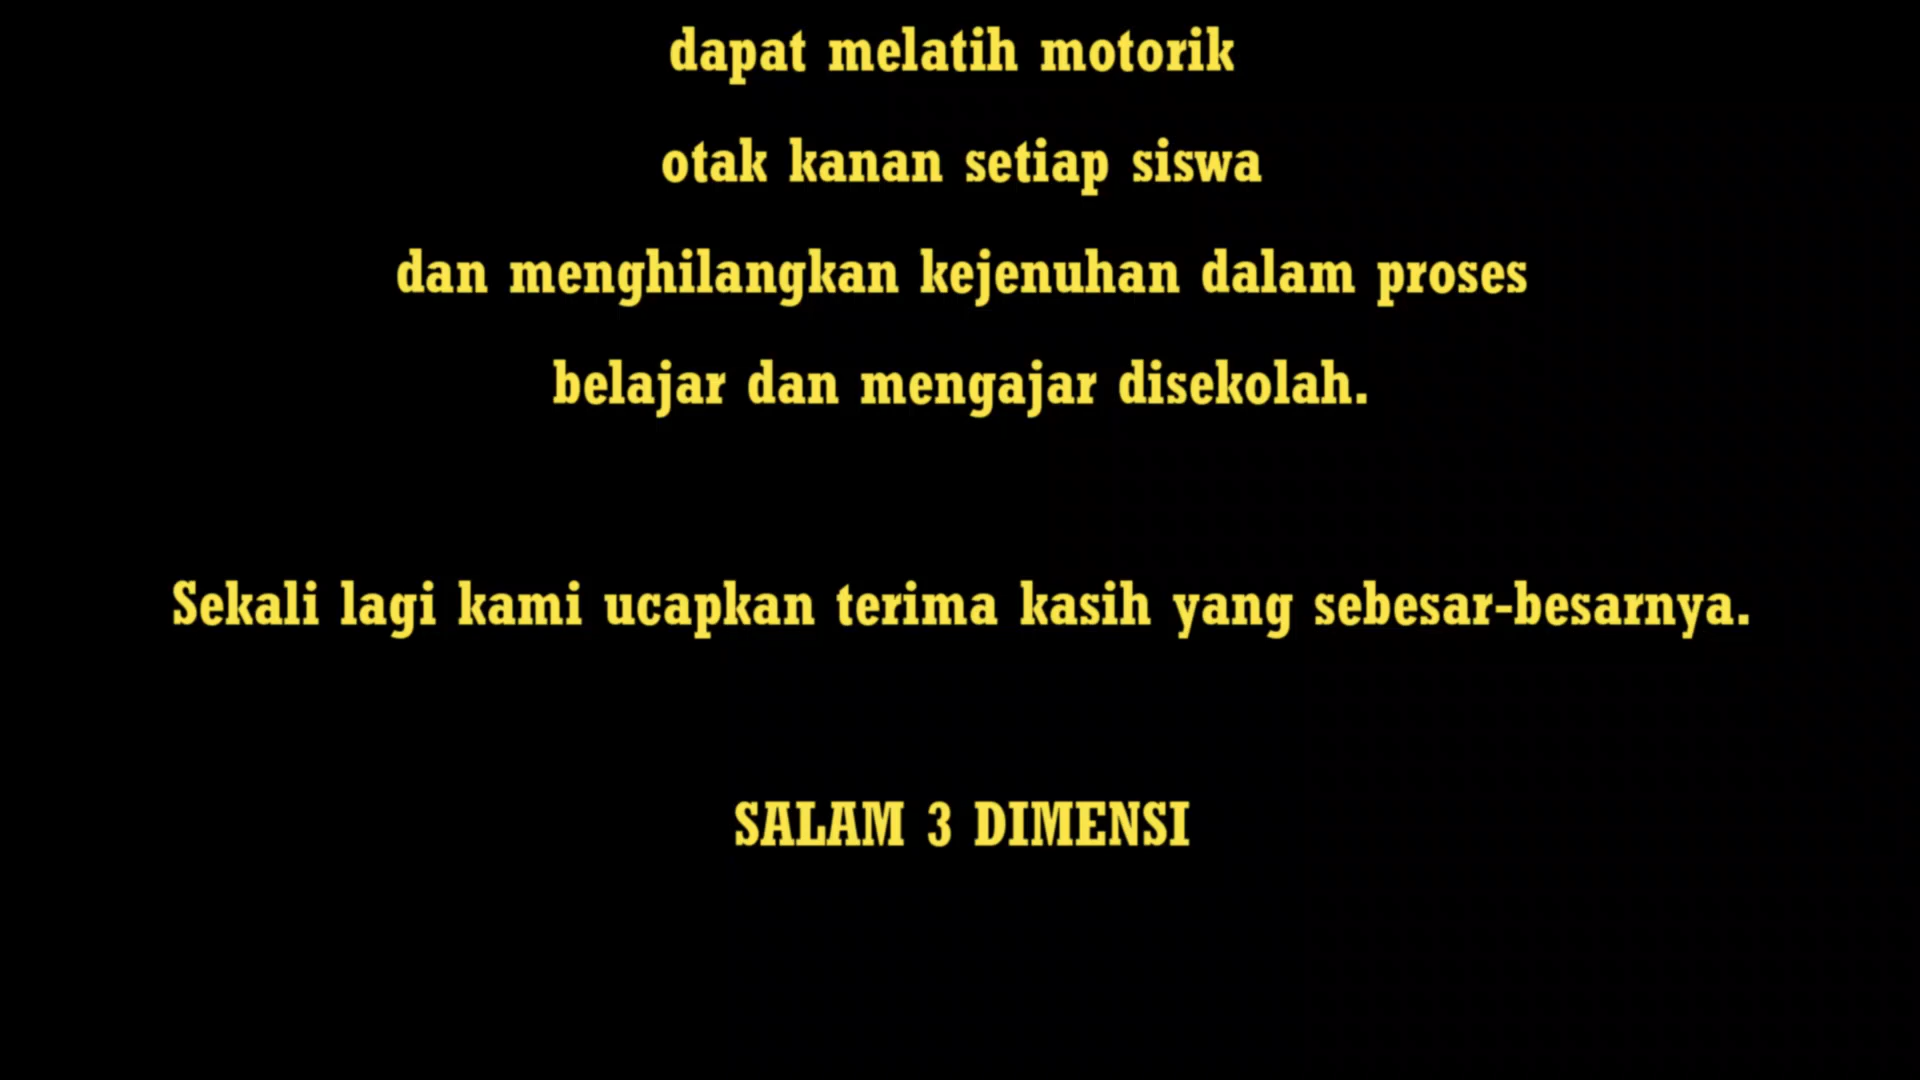 dapat melatih motorik
otak kanan setiap siswa
dan menghilangkan kejenuhan dalam proses
belajar dan mengajar disekolah.
Sekali lagi kami ucapkan terima kasih yang sebesar-besarnya.
SALAM 3 DIMENSI